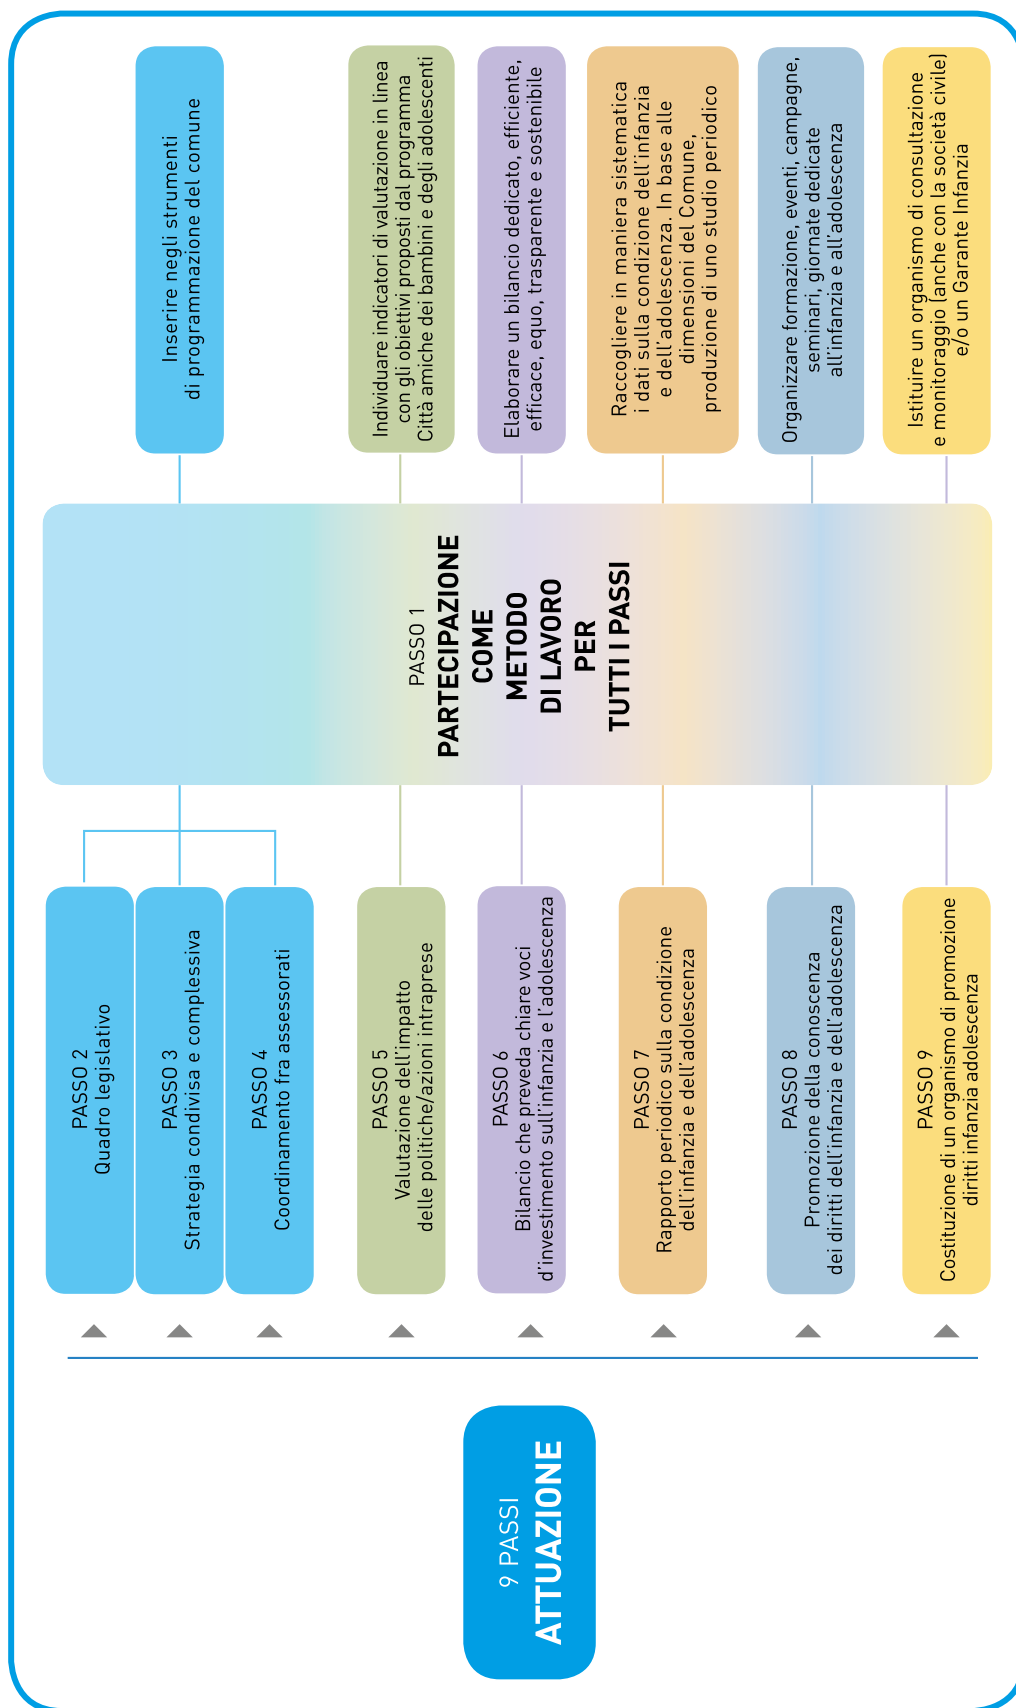 9 PASSI
ATTUAZIONE
PASSO 2
Quadro legislativo
PASSO 3
Strategia condivisa e complessiva
PASSO 4
Coordinamento fra assessorati
PASSO 5
Valutazione dell'impatto
delle politiche/azioni intraprese
PASSO 6
Bilancio che preveda chiare voci
d'investimento sull'infanzia e l'adolescenza
PASSO 7
Rapporto periodico sulla condizione
dell'infanzia e dell'adolescenza
PASSO 8
Promozione della conoscenza
dei diritti dell'infanzia e dell'adolescenza
PASSO 9
Costituzione di un organismo di promozione
diritti infanzia adolescenza
PASSO 1
PARTECIPAZIONE
COME
METODO
DI LAVORO
PER
TUTTI I PASSI
Inserire negli strumenti
di programmazione del comune
Individuare indicatori di valutazione in linea
con gli obiettivi proposti dal programma
Città amiche dei bambini e degli adolescenti
Elaborare un bilancio dedicato, efficiente,
efficace, equo, trasparente e sostenibile
Raccogliere in maniera sistematica
i dati sulla condizione dell'infanzia
e dell'adolescenza. In base alle
dimensioni del Comune,
produzione di uno studio periodico
Organizzare formazione, eventi, campagne,
seminari, giornate dedicate
all'infanzia e all'adolescenza
Istituire un organismo di consultazione
e monitoraggio (anche con la società civile)
e/o un Garante Infanzia